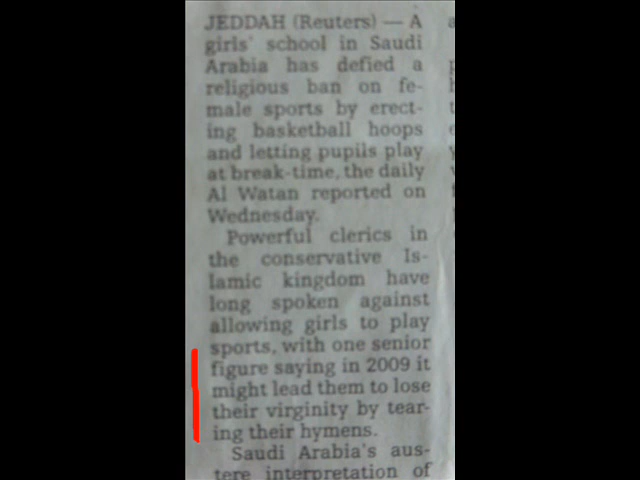 JEDDAH (Reuters) — A
girls' school in Saudi
Arabia has defied a
religious ban on fe-
male sports by erect-
ing basketball hoops
and letting pupils play
at break-time, the daily
Al Watan reported on
Wednesday.
Powerful clerics in
the conservative Is-
lamic kingdom have
long spoken against
allowing girls to play
sports, with one senior
figure saying in 2009 it
might lead them to lose
their virginity by tear-
ing their hymens.
Saudi Arabia's aus-
tere interpretation of